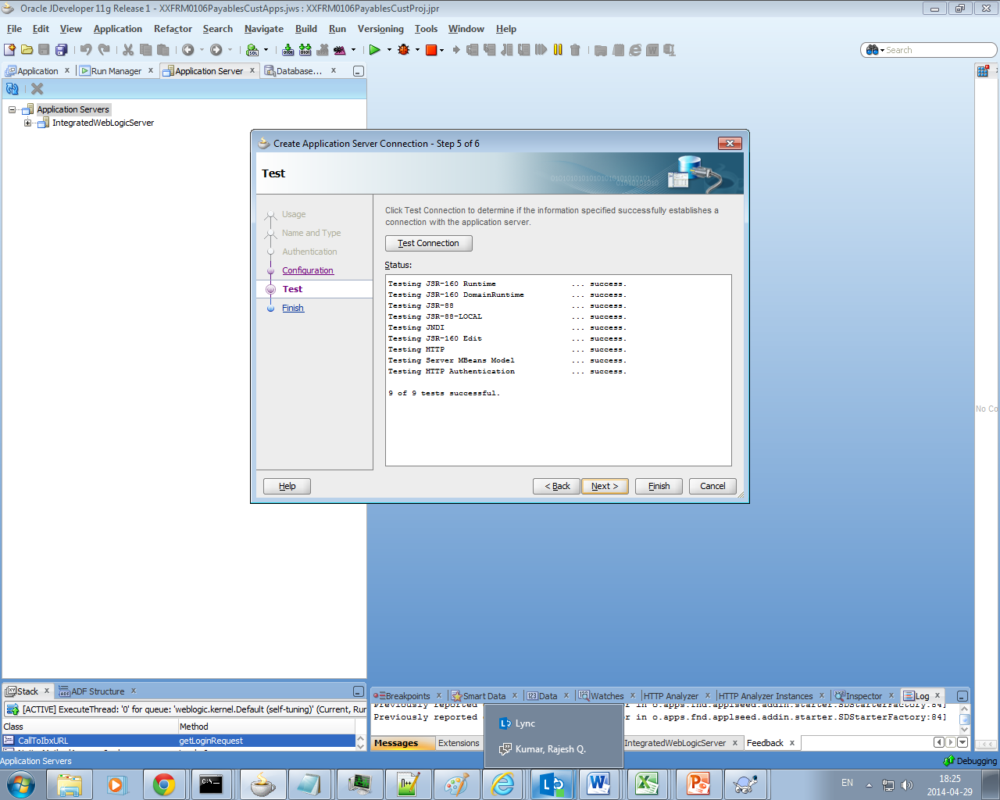 Oracle JDeveloper 11g Release 1 - XXFRM0106PayablesCustApps.jws : XXFRM0106PayablesCustProj.jpr
File Edit View Application Refactor Search Navigate Build Run Versioning Tools Window Help
Search
Application Run Manager Application Server Database...
Application Servers
IntegratedWebLogicServer
Create Application Server Connection - Step 5 of 6
Test
Usage
Name and Type
Authentication
Configuration
Test
Finish
Click Test Connection to determine if the information specified successfully establishes a
connection with the application server.
Test Connection
Status:
Testing JSR-160 Runtime ... success.
Testing JSR-160 DomainRuntime ... success.
Testing JSR-88 ... success.
Testing JSR-88-LOCAL ... success.
Testing JNDI ... success.
Testing JSR-160 Edit ... success.
Testing HTTP ... success.
Testing Server MBeans Model ... success.
Testing HTTP Authentication ... success.
9 of 9 tests successful.
Help < Back Next > Finish Cancel
No Co
Stack ADF Structure
[ACTIVE] ExecuteThread: '0' for queue: 'weblogic.kernel.Default (self-tuning)' (Current, Run
Class Method
CallToIbxURL getLoginRequest
Breakpoints Smart Data Data Watches HTTP Analyzer HTTP Analyzer Instances Inspector Log
Previously reported or in o.apps.fnd.applseed.addin.starter.SDStarterFactory:84]
Previously reported or in o.apps.fnd.applseed.addin.starter.SDStarterFactory:84]
Messages Extensions IntegratedWebLogicServer Feedback
Lync
Kumar, Rajesh Q.
Application Servers
Debugging
EN
18:25
2014-04-29